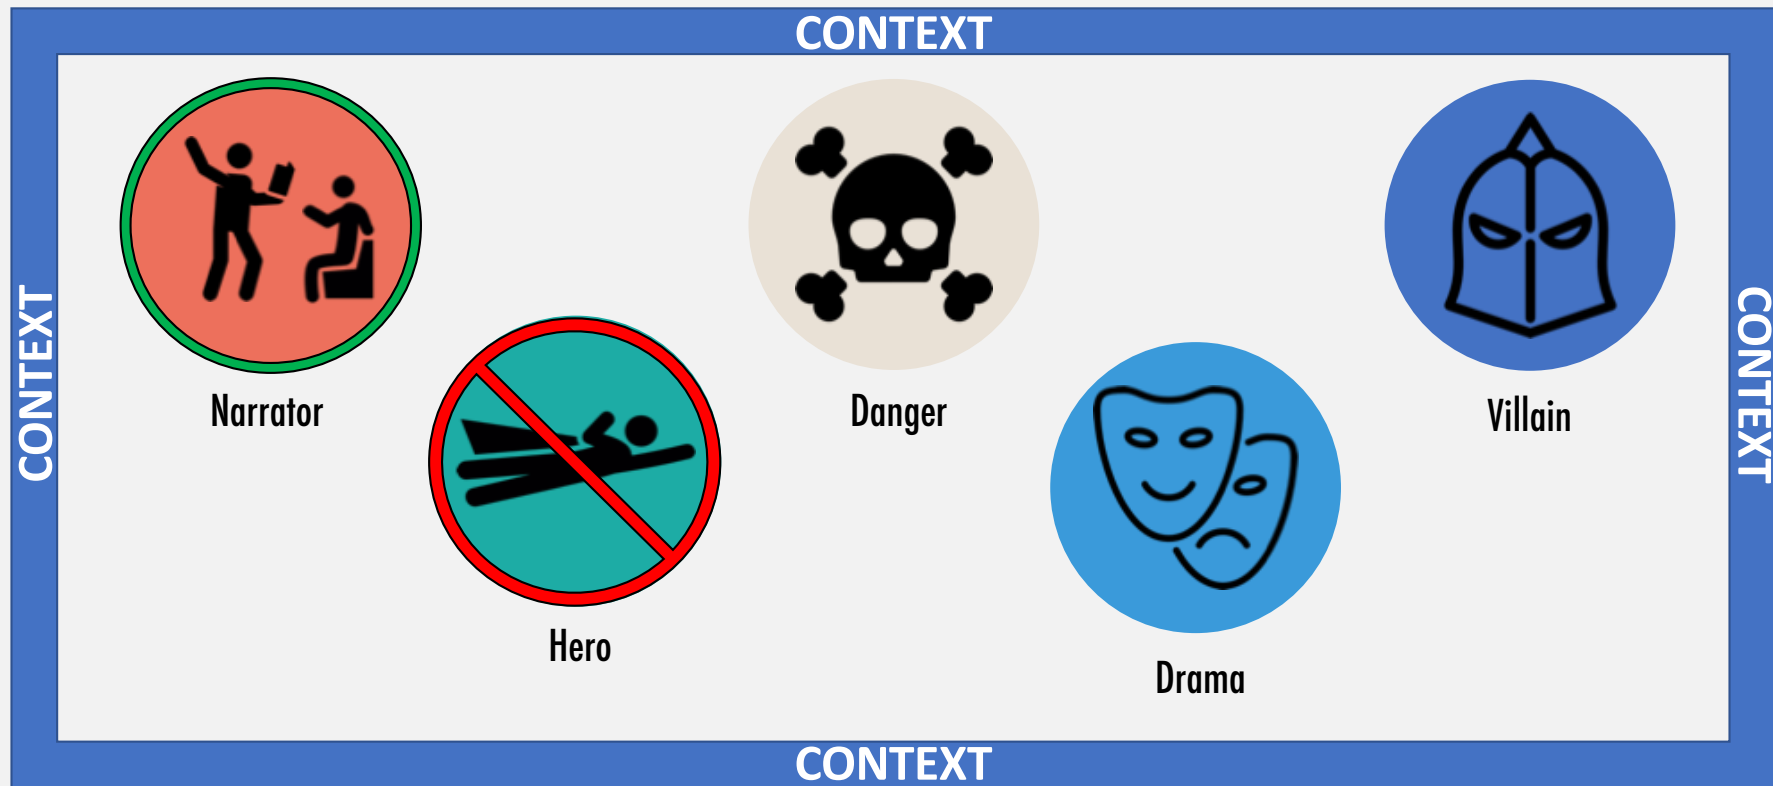 CONTEXT
CONTEXT
CONTEXT
Narrator
Danger
Villain
Hero
Drama
CONTEXT